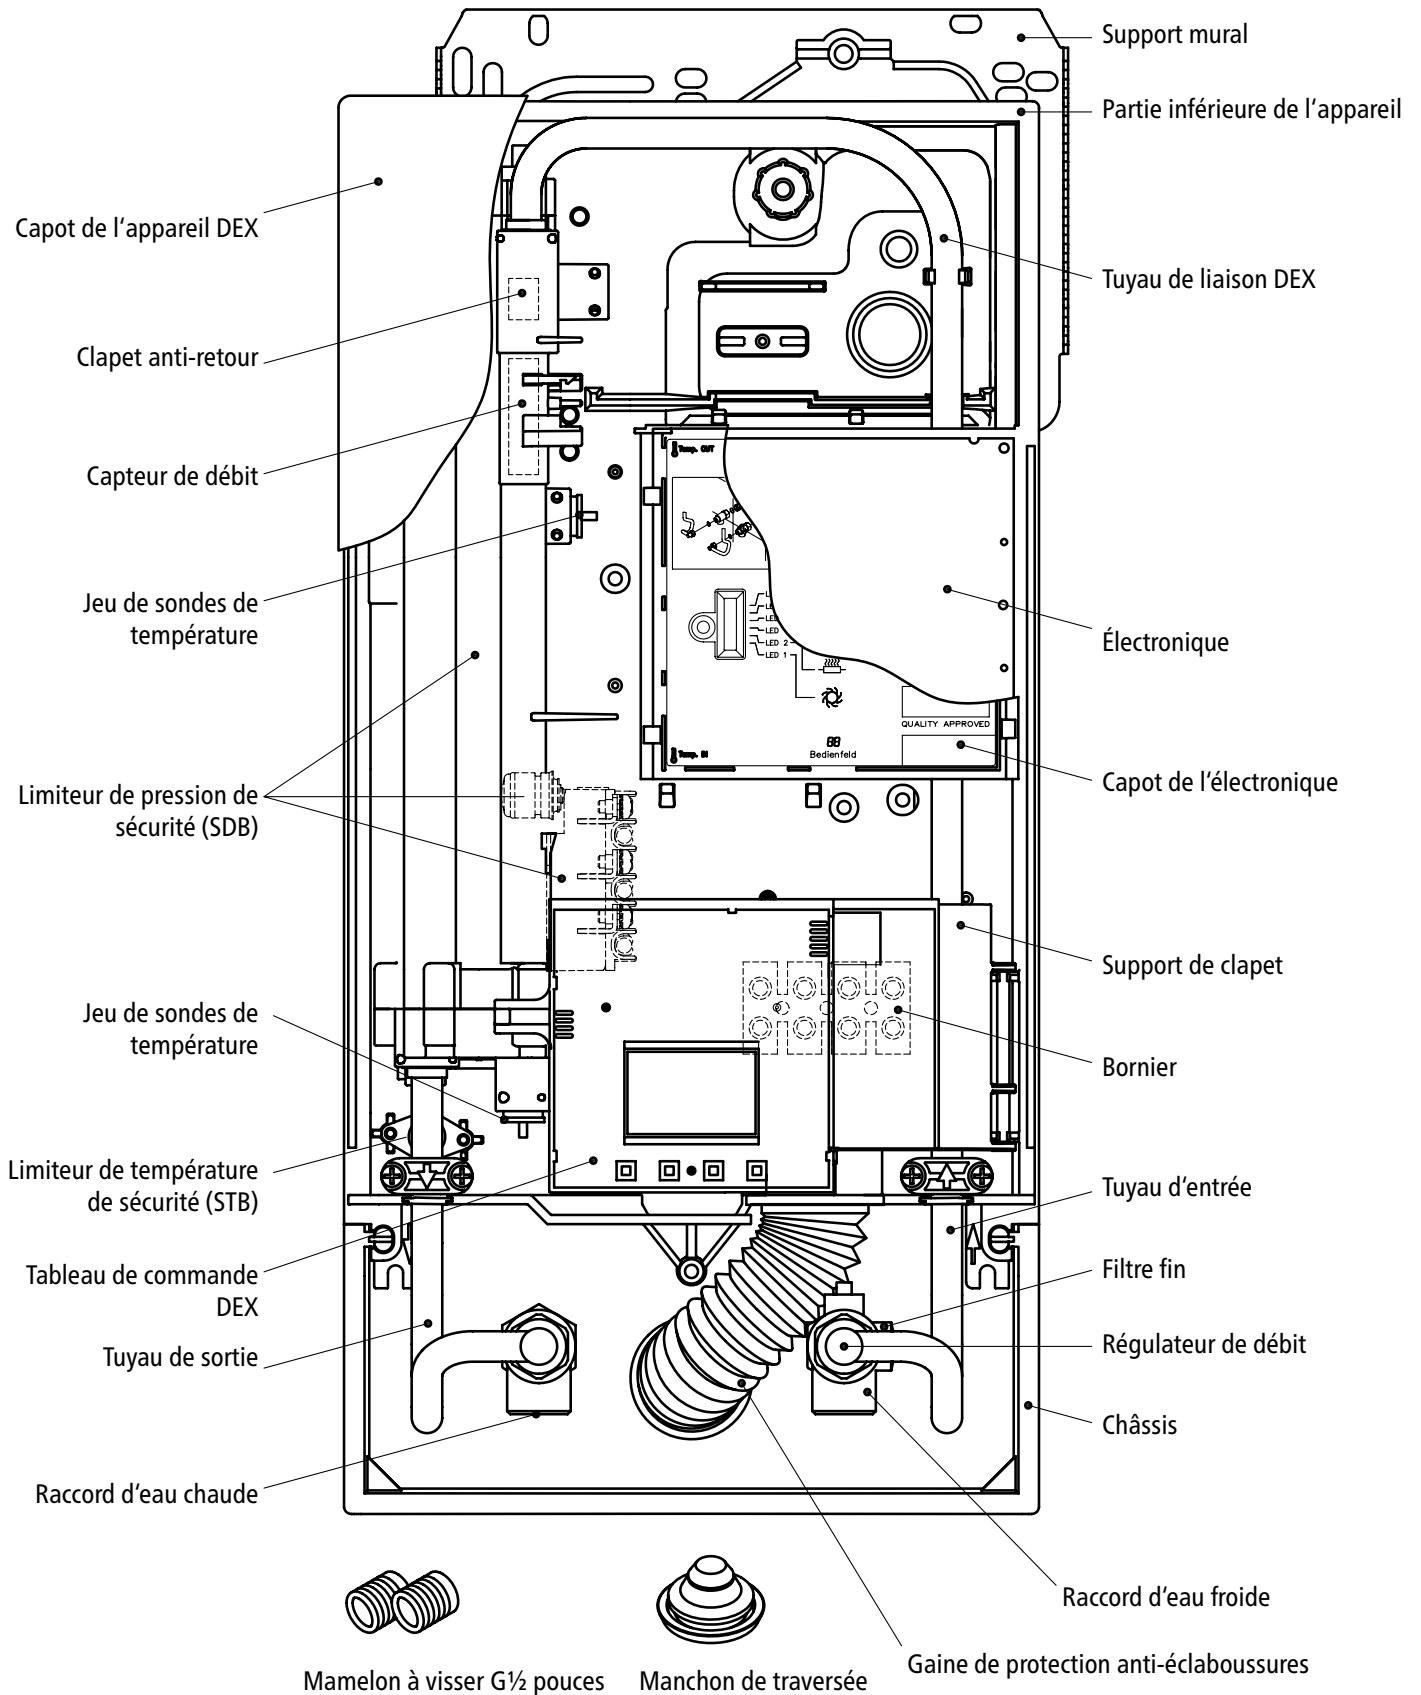 Support mural
Partie inférieure de l'appareil
Capot de l'appareil DEX
Tuyau de liaison DEX
Clapet anti-retour
Capteur de débit
Temp. OUT
Jeu de sondes de
température
LED
LED 2
LED 1
Électronique
QUALITY APPROVED
88
Bedienfeld
Temp. IN
Capot de l'électronique
Limiteur de pression de
sécurité (SDB)
Support de clapet
Jeu de sondes de
température
Bornier
Limiteur de température
de sécurité (STB)
Tuyau d'entrée
Tableau de commande
DEX
Filtre fin
Tuyau de sortie
Régulateur de débit
Châssis
Raccord d'eau chaude
Raccord d'eau froide
Gaine de protection anti-éclaboussures
Mamelon à visser G½ pouces
Manchon de traversée